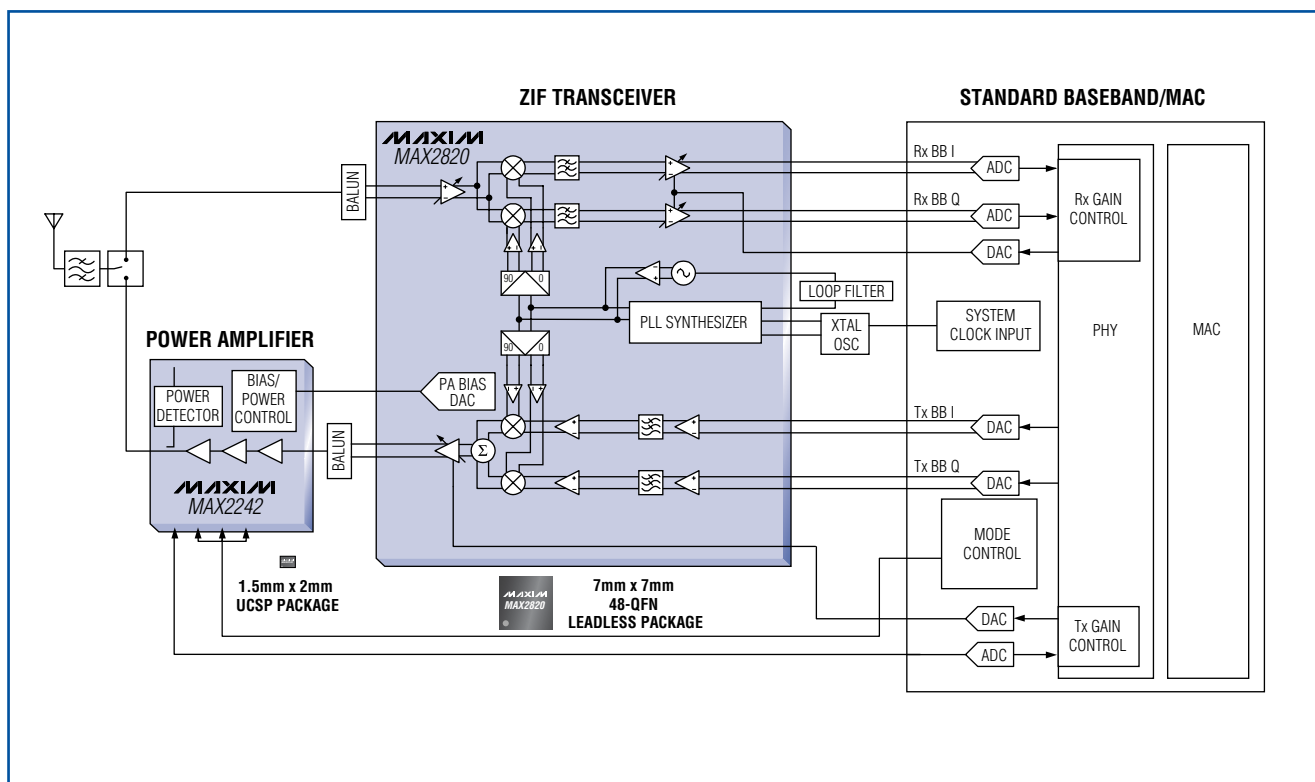 ZIF TRANSCEIVER
STANDARD BASEBAND/MAC
MAXIM
MAX2820
BALUN
90
0
90
0
PLL SYNTHESIZER
LOOP FILTER
XTAL
OSC
PA BIAS
DAC
Σ
BALUN
POWER AMPLIFIER
POWER
DETECTOR
BIAS/
POWER
CONTROL
MAXIM
MAX2242
1.5mm x 2mm
UCSP PACKAGE
MAXIM
MAX2820
7mm x 7mm
48-QFN
LEADLESS PACKAGE
Rx BB I
ADC
Rx BB Q
ADC
DAC
Rx GAIN
CONTROL
SYSTEM
CLOCK INPUT
PHY
MAC
Tx BB I
DAC
Tx BB Q
DAC
MODE
CONTROL
DAC
ADC
Tx GAIN
CONTROL